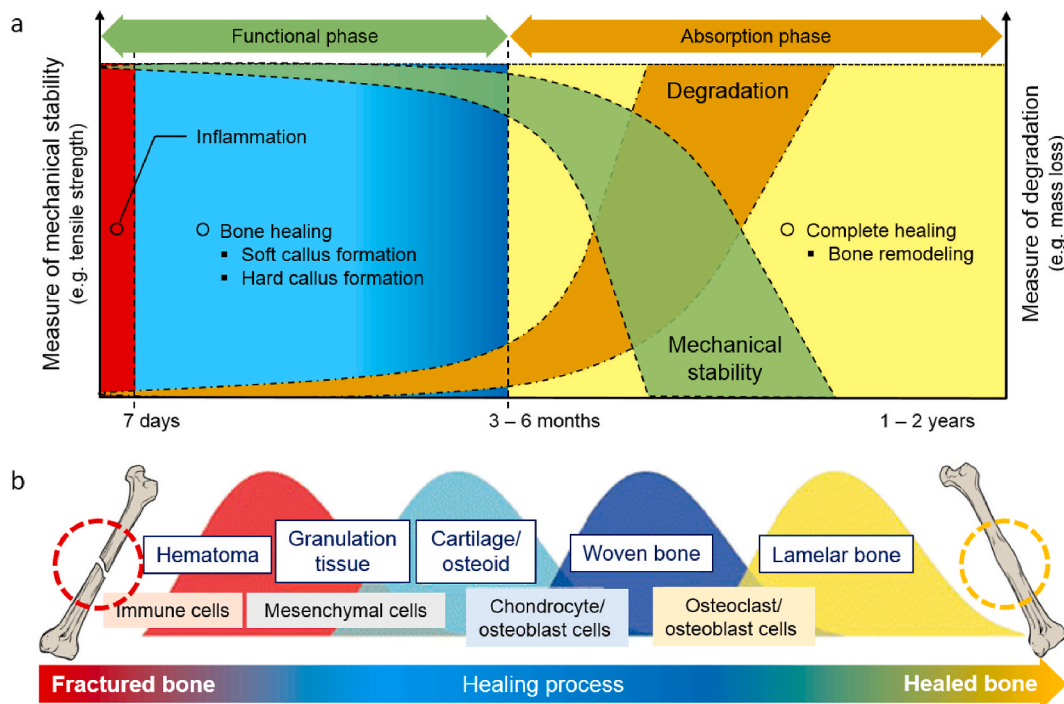 a
Functional phase
Absorption phase
Measure of mechanical stability
(e.g. tensile strength)
Inflammation
Bone healing
Soft callus formation
Hard callus formation
Degradation
Mechanical
stability
Complete healing
Bone remodeling
Measure of degradation
(e.g. mass loss)
7 days
3 – 6 months
1 – 2 years
b
Hematoma
Granulation
tissue
Cartilage/
osteoid
Woven bone
Lamelar bone
Immune cells
Mesenchymal cells
Chondrocyte/
osteoblast cells
Osteoclast/
osteoblast cells
Fractured bone
Healing process
Healed bone